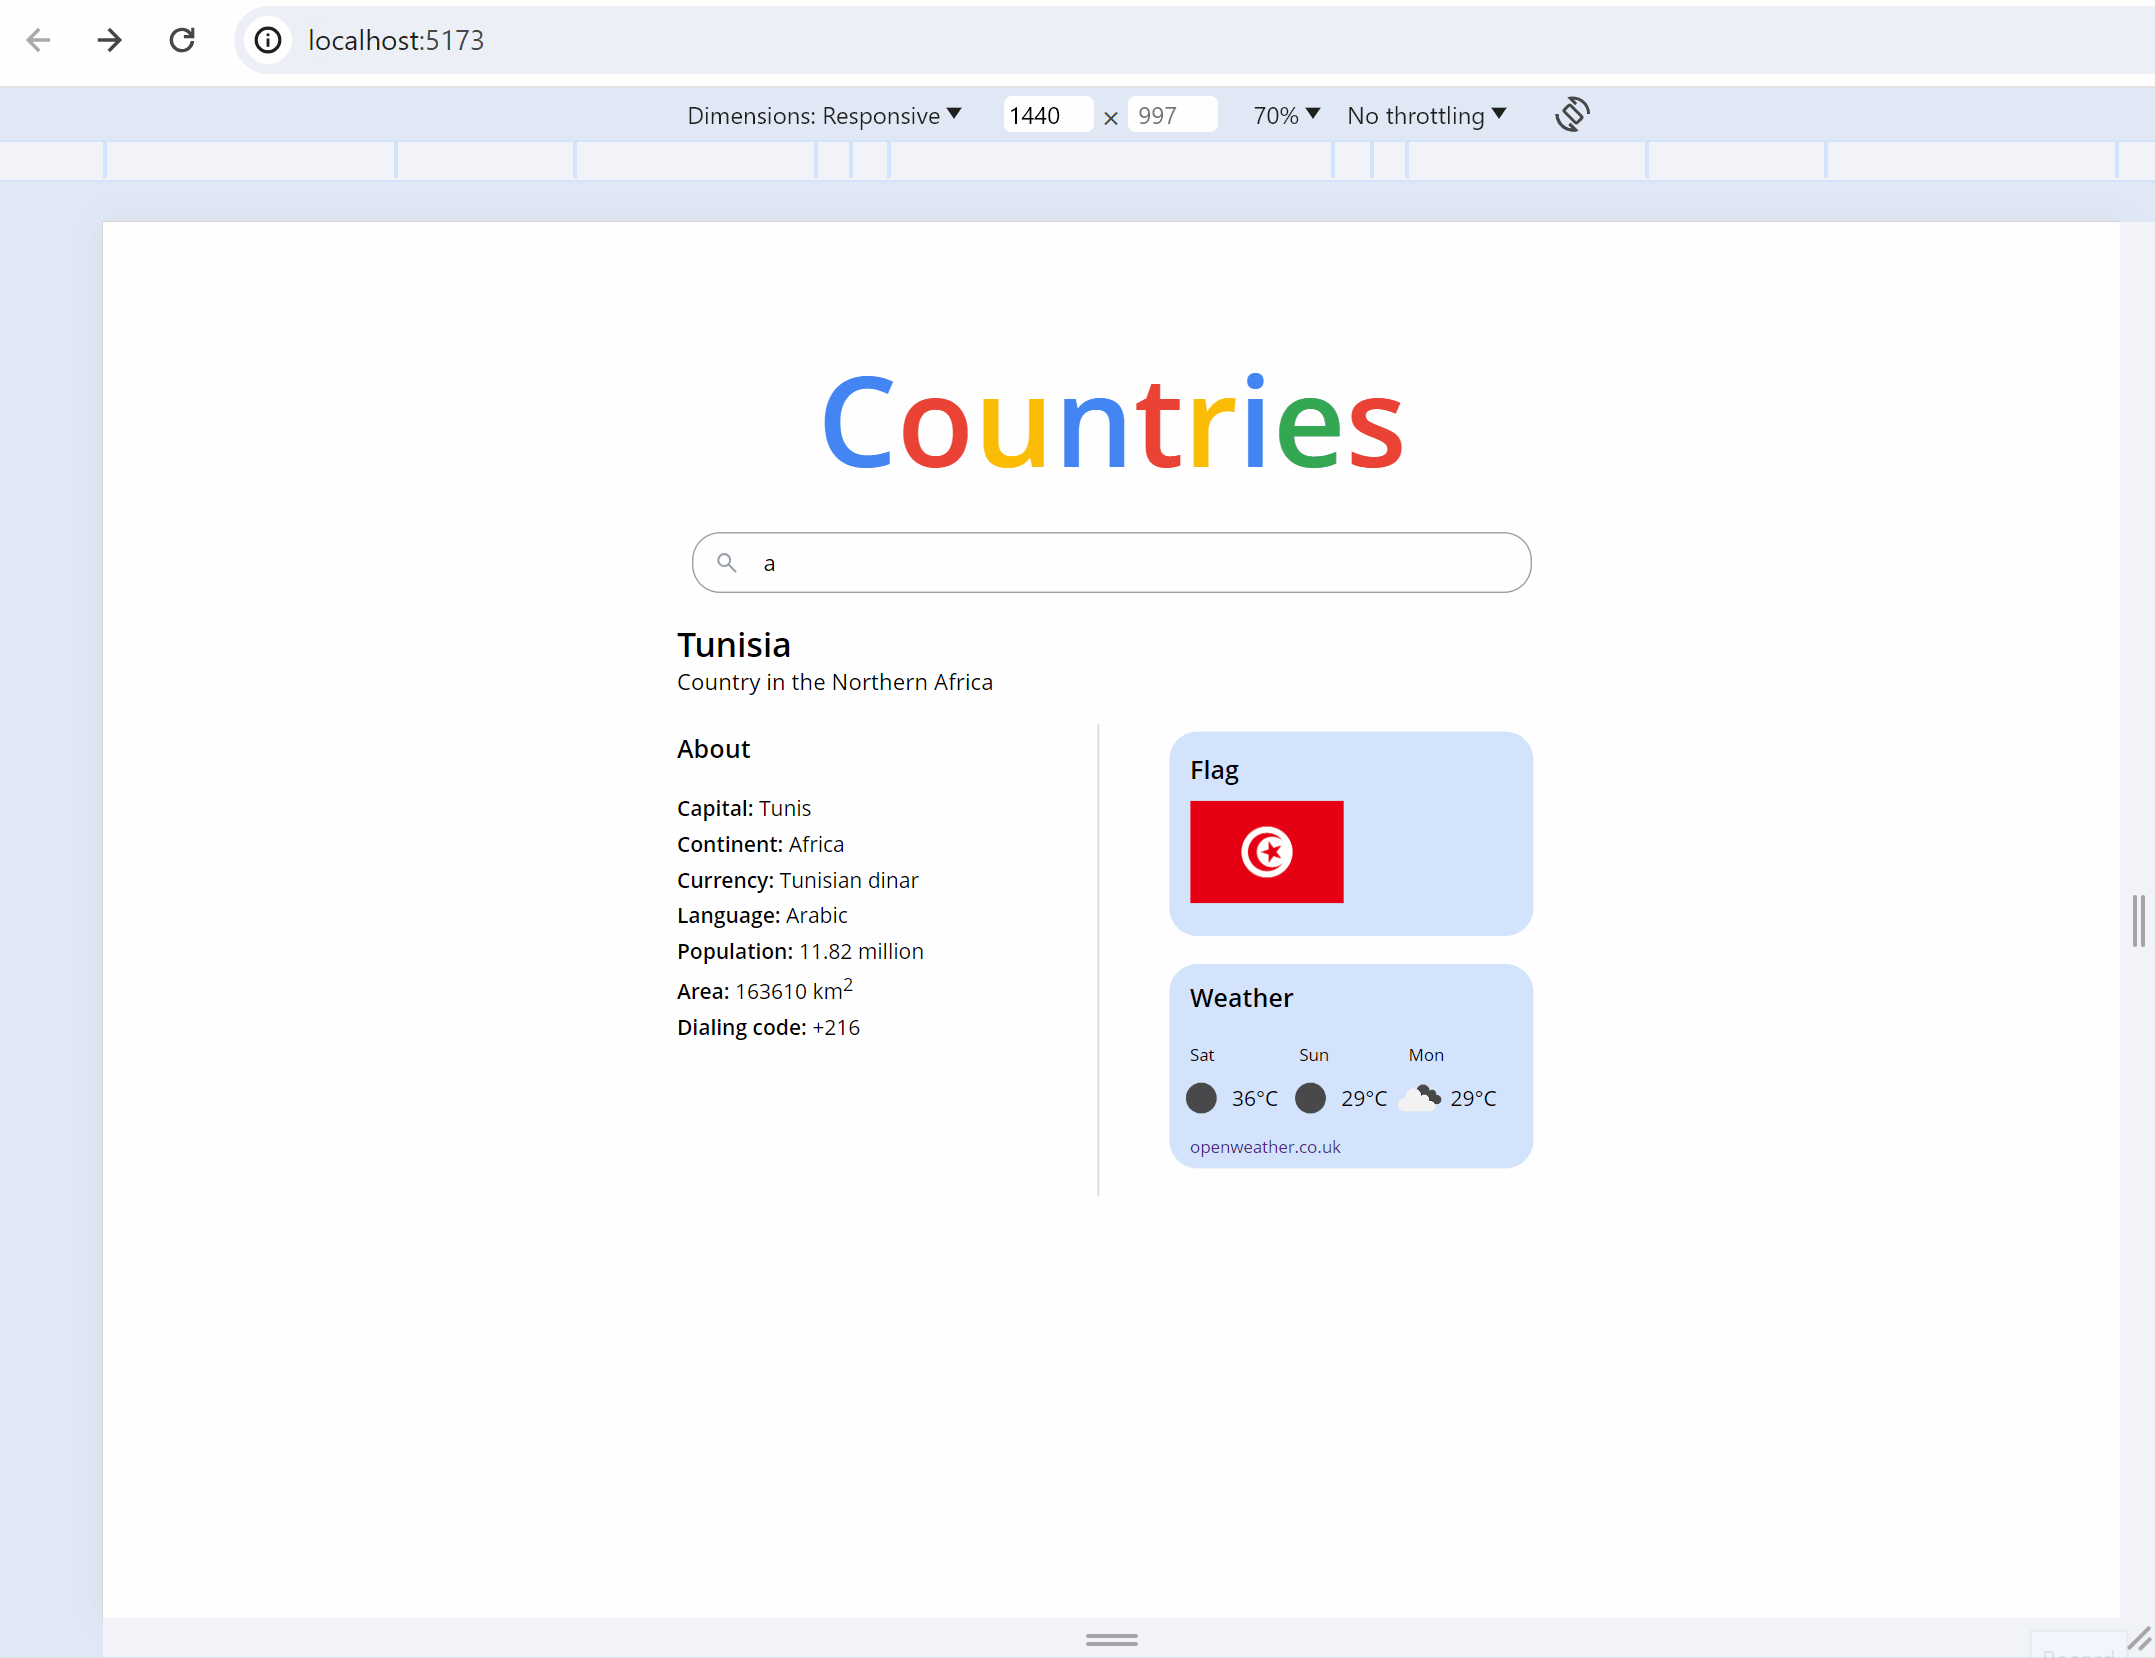 localhost:5173
Dimensions: Responsive 1440 × 997 70% No throttling
Countries
a
Tunisia
Country in the Northern Africa
About
Capital: Tunis
Continent: Africa
Currency: Tunisian dinar
Language: Arabic
Population: 11.82 million
Area: 163610 km²
Dialing code: +216
Flag
Weather
Sat Sun Mon
36°C 29°C 29°C
openweather.co.uk